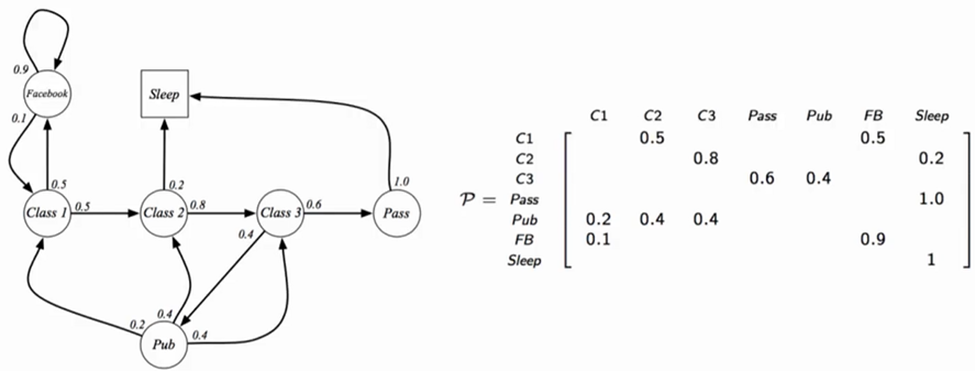 0.9
Facebook
0.1
Sleep
0.5
0.2
1.0
Class 1
0.5
Class 2
0.8
Class 3
0.6
Pass
0.4
0.2
0.4
0.4
Pub
C1 C2 C3 Pass Pub FB Sleep
C1 0.5 0.5
C2 0.8 0.2
C3 0.6 0.4
P = Pass 1.0
Pub 0.2 0.4 0.4
FB 0.1 0.9
Sleep 1